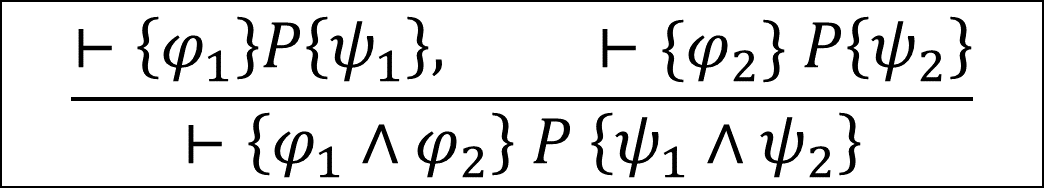 ⊢ {φ₁}P{ψ₁}, ⊢ {φ₂} P{ψ₂}
⊢ {φ₁ ∧ φ₂} P {ψ₁ ∧ ψ₂}